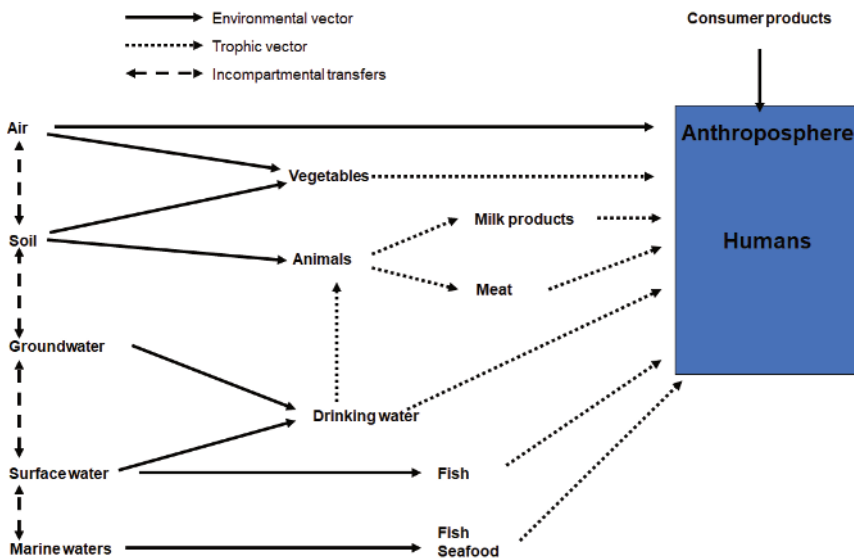 Environmental vector
Consumer products
Trophic vector
Incompartmental transfers
Air
Anthroposphere
Vegetables
Milk products
Soil
Humans
Animals
Meat
Groundwater
Drinking water
Surface water
Fish
Fish
Marine waters
Seafood